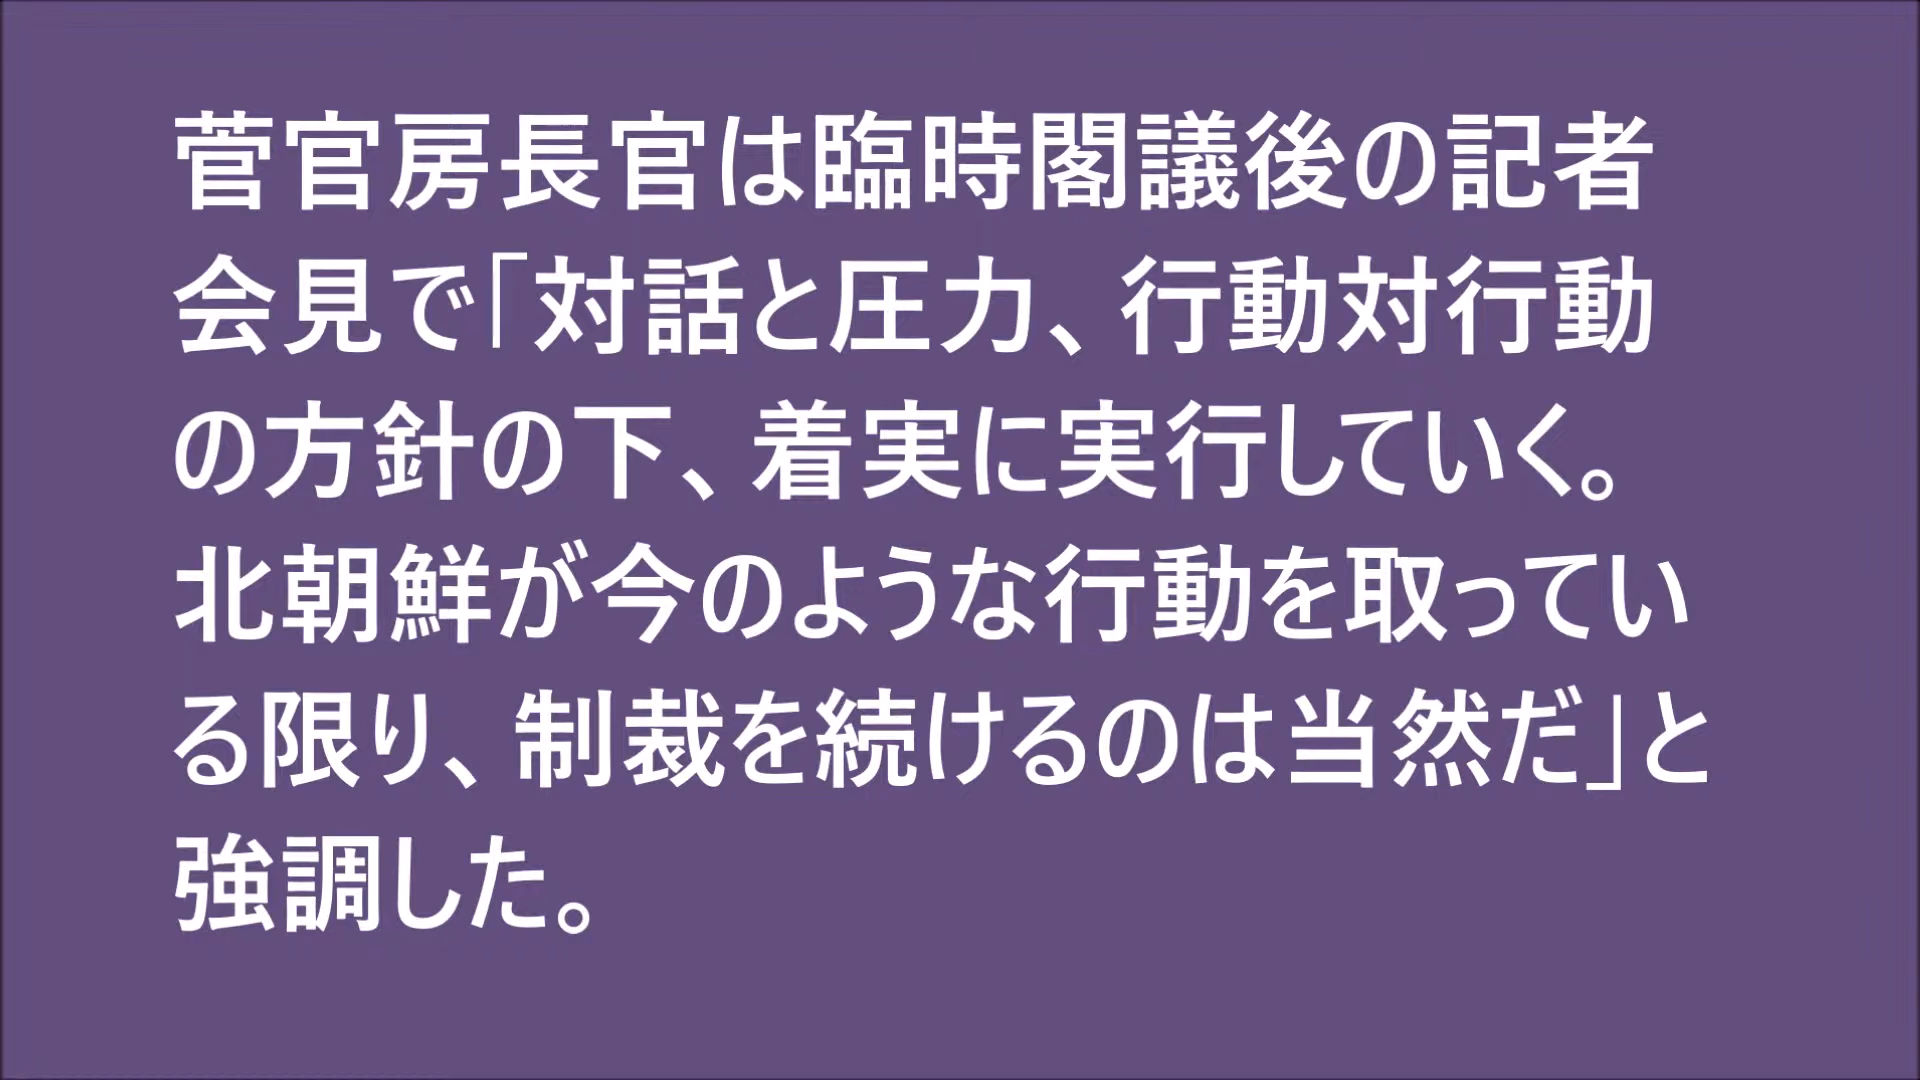 菅官房長官は臨時閣議後の記者
会見で「対話と圧力、行動対行動
の方針の下、着実に実行していく。
北朝鮮が今のような行動を取ってい
る限り、制裁を続けるのは当然だ」と
強調した。